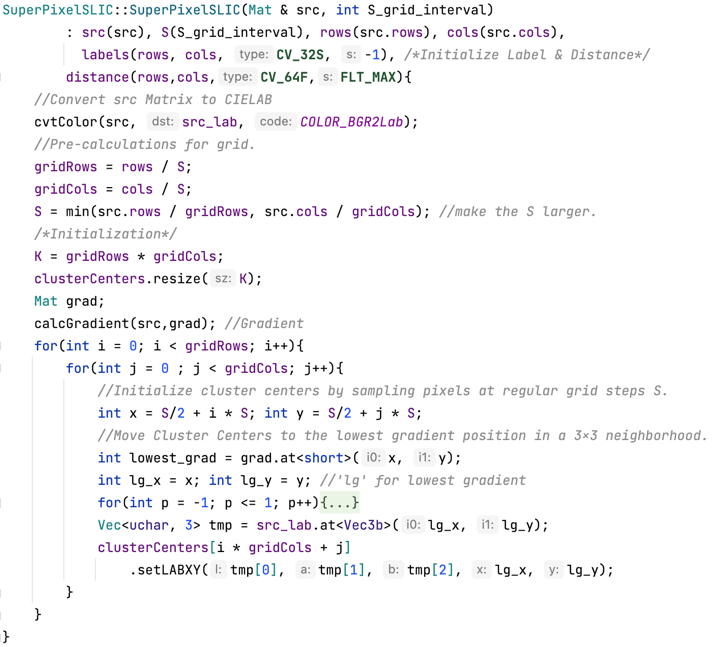 SuperPixelSLIC::SuperPixelSLIC(Mat & src, int S_grid_interval)
        : src(src), S(S_grid_interval), rows(src.rows), cols(src.cols),
          labels(rows, cols, type: CV_32S, s: -1), /*Initialize Label & Distance*/
        distance(rows,cols,type: CV_64F,s: FLT_MAX){
    //Convert src Matrix to CIELAB
    cvtColor(src, dst: src_lab, code: COLOR_BGR2Lab);
    //Pre-calculations for grid.
    gridRows = rows / S;
    gridCols = cols / S;
    S = min(src.rows / gridRows, src.cols / gridCols); //make the S larger.
    /*Initialization*/
    K = gridRows * gridCols;
    clusterCenters.resize( sz: K);
    Mat grad;
    calcGradient(src,grad); //Gradient
    for(int i = 0; i < gridRows; i++){
        for(int j = 0 ; j < gridCols; j++){
            //Initialize cluster centers by sampling pixels at regular grid steps S.
            int x = S/2 + i * S; int y = S/2 + j * S;
            //Move Cluster Centers to the lowest gradient position in a 3×3 neighborhood.
            int lowest_grad = grad.at<short>( i0: x, i1: y);
            int lg_x = x; int lg_y = y; //'lg' for lowest gradient
            for(int p = -1; p <= 1; p++){...}
            Vec<uchar, 3> tmp = src_lab.at<Vec3b>( i0: lg_x, i1: lg_y);
            clusterCenters[i * gridCols + j]
                .setLABXY( l: tmp[0], a: tmp[1], b: tmp[2], x: lg_x, y: lg_y);
        }
    }
}